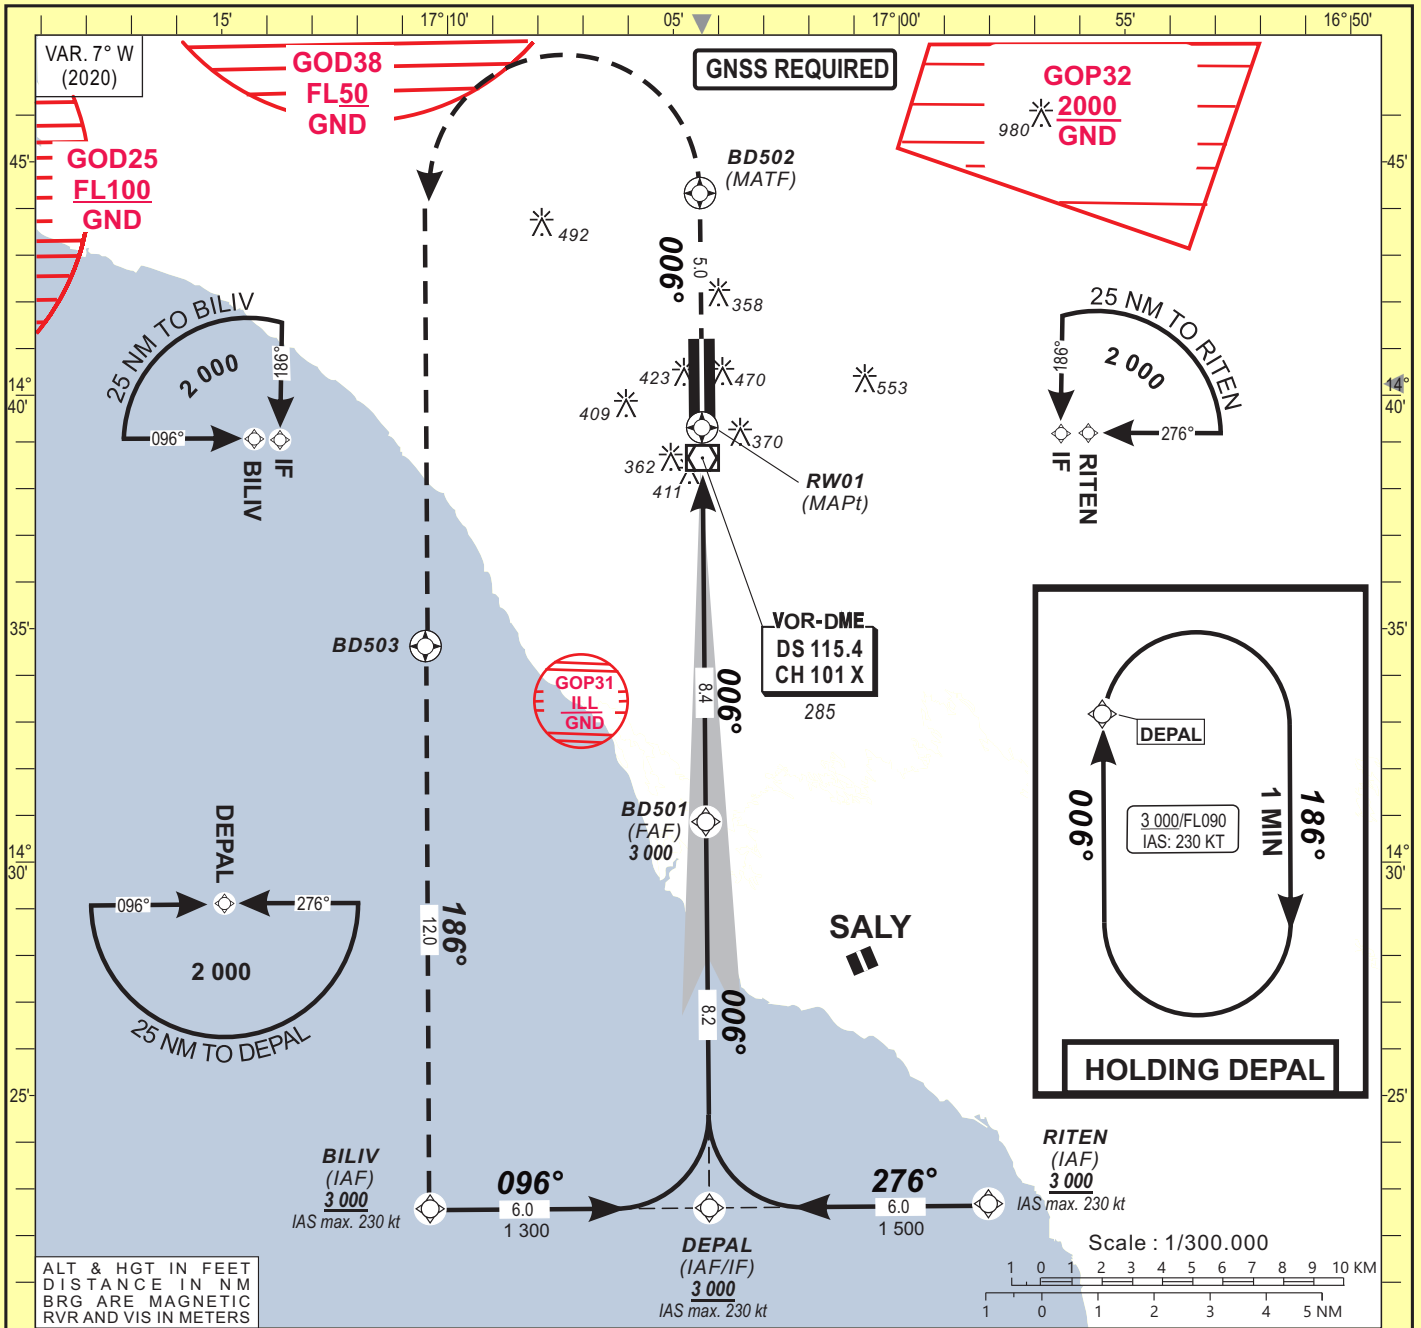 15'
17°10'
05'
17°00'
55'
16°50'
VAR. 7° W
(2020)
GOD38
FL50
GND
GNSS REQUIRED
GOP32
2000
GND
980
45'
45'
GOD25
FL100
GND
BD502
(MATF)
492
006°
5.0
358
25 NM TO BILIV
2 000
186°
096°
BILIV
IF
25 NM TO RITEN
2 000
186°
276°
IF
RITEN
423
470
553
409
370
362
411
14°
40'
14°
40'
RW01
(MAPt)
35'
35'
BD503
VOR-DME
DS 115.4
CH 101 X
285
GOP31
ILL
GND
8.4
006°
DEPAL
006°
3 000/FL090
IAS: 230 KT
1 MIN
186°
HOLDING DEPAL
BD501
(FAF)
3 000
14°
30'
14°
30'
DEPAL
096°
276°
2 000
25 NM TO DEPAL
12.0
186°
SALY
8.2
006°
25'
25'
BILIV
(IAF)
3 000
IAS max. 230 kt
096°
6.0
1 300
276°
6.0
1 500
RITEN
(IAF)
3 000
IAS max. 230 kt
DEPAL
(IAF/IF)
3 000
IAS max. 230 kt
ALT & HGT IN FEET
DISTANCE IN NM
BRG ARE MAGNETIC
RVR AND VIS IN METERS
Scale : 1/300.000
1 0 1 2 3 4 5 6 7 8 9 10 KM
1 0 1 2 3 4 5 NM